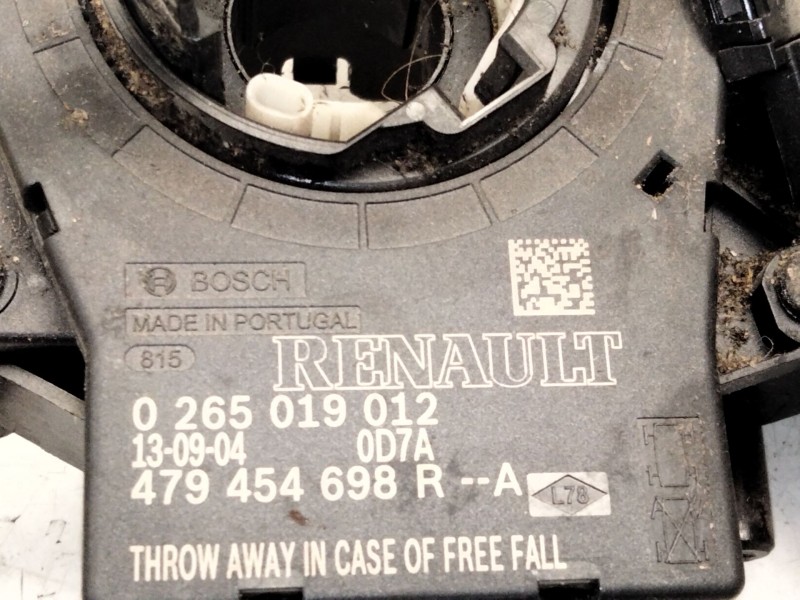 BOSCH
MADE IN PORTUGAL
815
RENAULT
0 265 019 012
13-09-04 0D7A
479 454 698 R --A
L78
THROW AWAY IN CASE OF FREE FALL